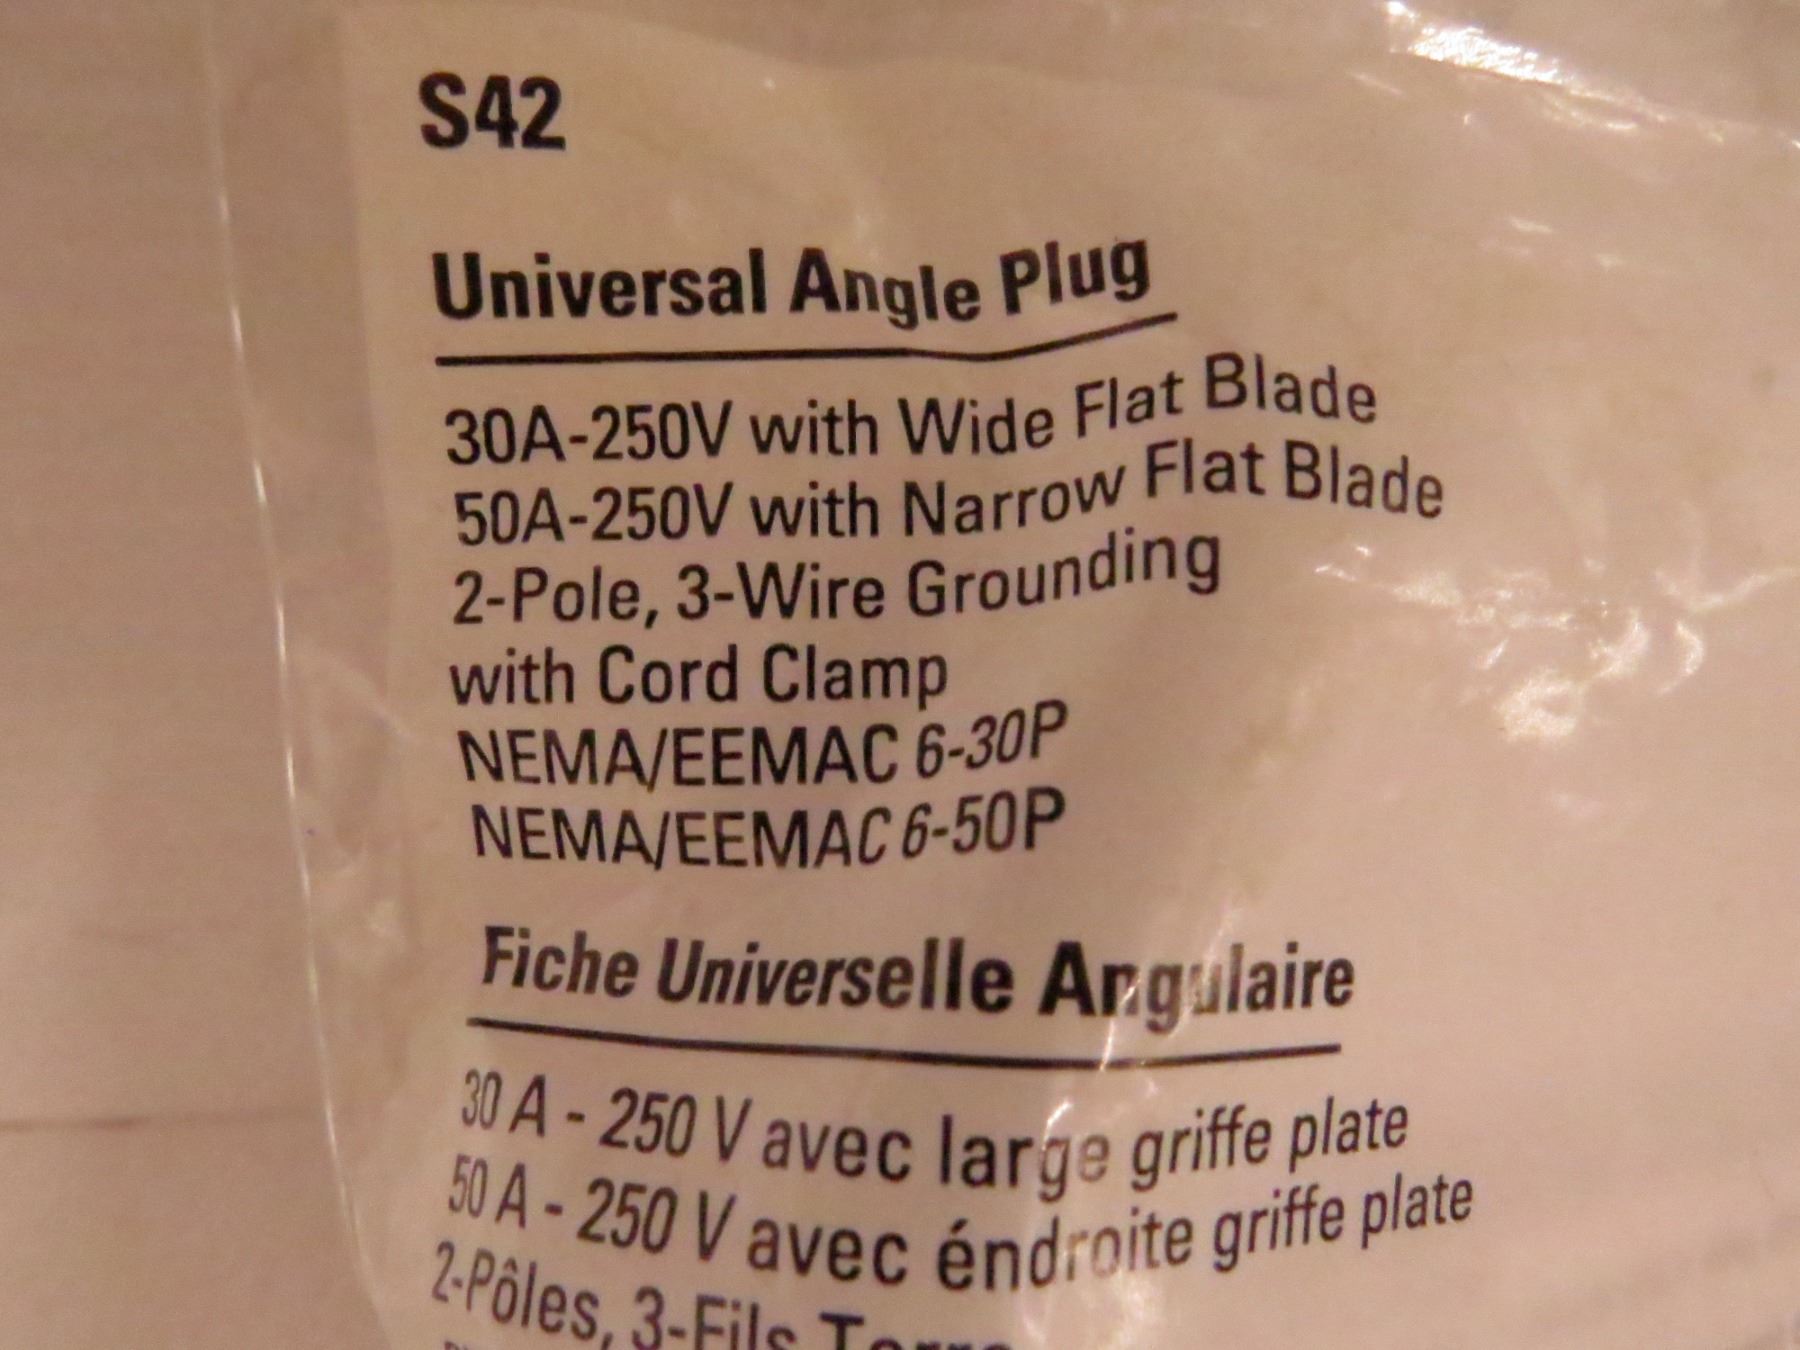 S42
Universal Angle Plug
30A-250V with Wide Flat Blade
50A-250V with Narrow Flat Blade
2-Pole, 3-Wire Grounding
with Cord Clamp
NEMA/EEMAC 6-30P
NEMA/EEMAC 6-50P
Fiche Universelle Angulaire
30 A - 250 V avec large griffe plate
50 A - 250 V avec éndroite griffe plate
2-Pôles, 3-Fils